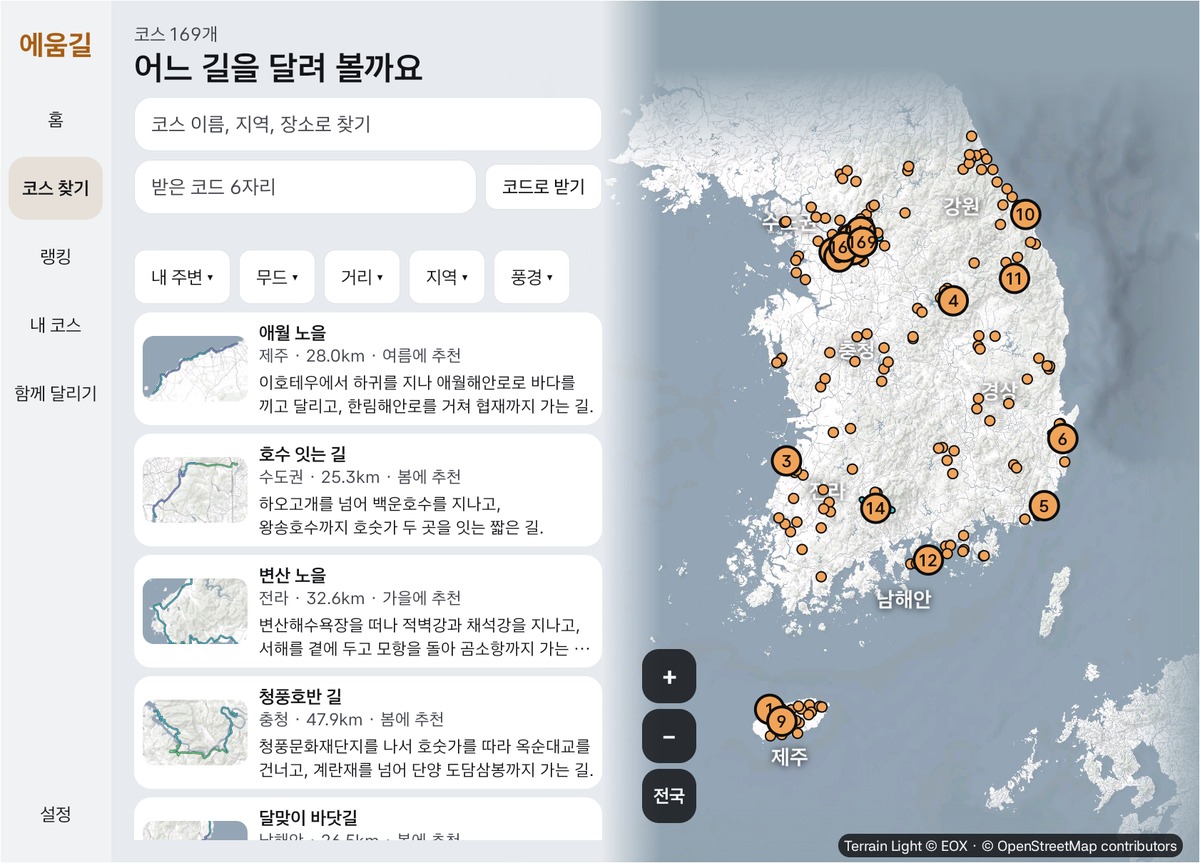 에움길
홈
코스 찾기
랭킹
내 코스
함께 달리기
설정
코스 169개
어느 길을 달려 볼까요
코스 이름, 지역, 장소로 찾기
받은 코드 6자리
코드로 받기
내 주변 ▾
무드 ▾
거리 ▾
지역 ▾
풍경 ▾
애월 노을
제주 · 28.0km · 여름에 추천
이호테우에서 하귀를 지나 애월해안로로 바다를
끼고 달리고, 한림해안로를 거쳐 협재까지 가는 길.
호수 잇는 길
수도권 · 25.3km · 봄에 추천
하오고개를 넘어 백운호수를 지나고,
왕송호수까지 호숫가 두 곳을 잇는 짧은 길.
변산 노을
전라 · 32.6km · 가을에 추천
변산해수욕장을 떠나 적벽강과 채석강을 지나고,
서해를 곁에 두고 모항을 돌아 곰소항까지 가는 ···
청풍호반 길
충청 · 47.9km · 봄에 추천
청풍문화재단지를 나서 호숫가를 따라 옥순대교를
건너고, 계란재를 넘어 단양 도담삼봉까지 가는 길.
달맞이 바닷길
남해안 · 26.5km · 봄에 추천
강원
수도권
10
169
11
4
충청
경상
6
3
전라
14
5
12
남해안
1
9
제주
+
−
전국
Terrain Light © EOX · © OpenStreetMap contributors